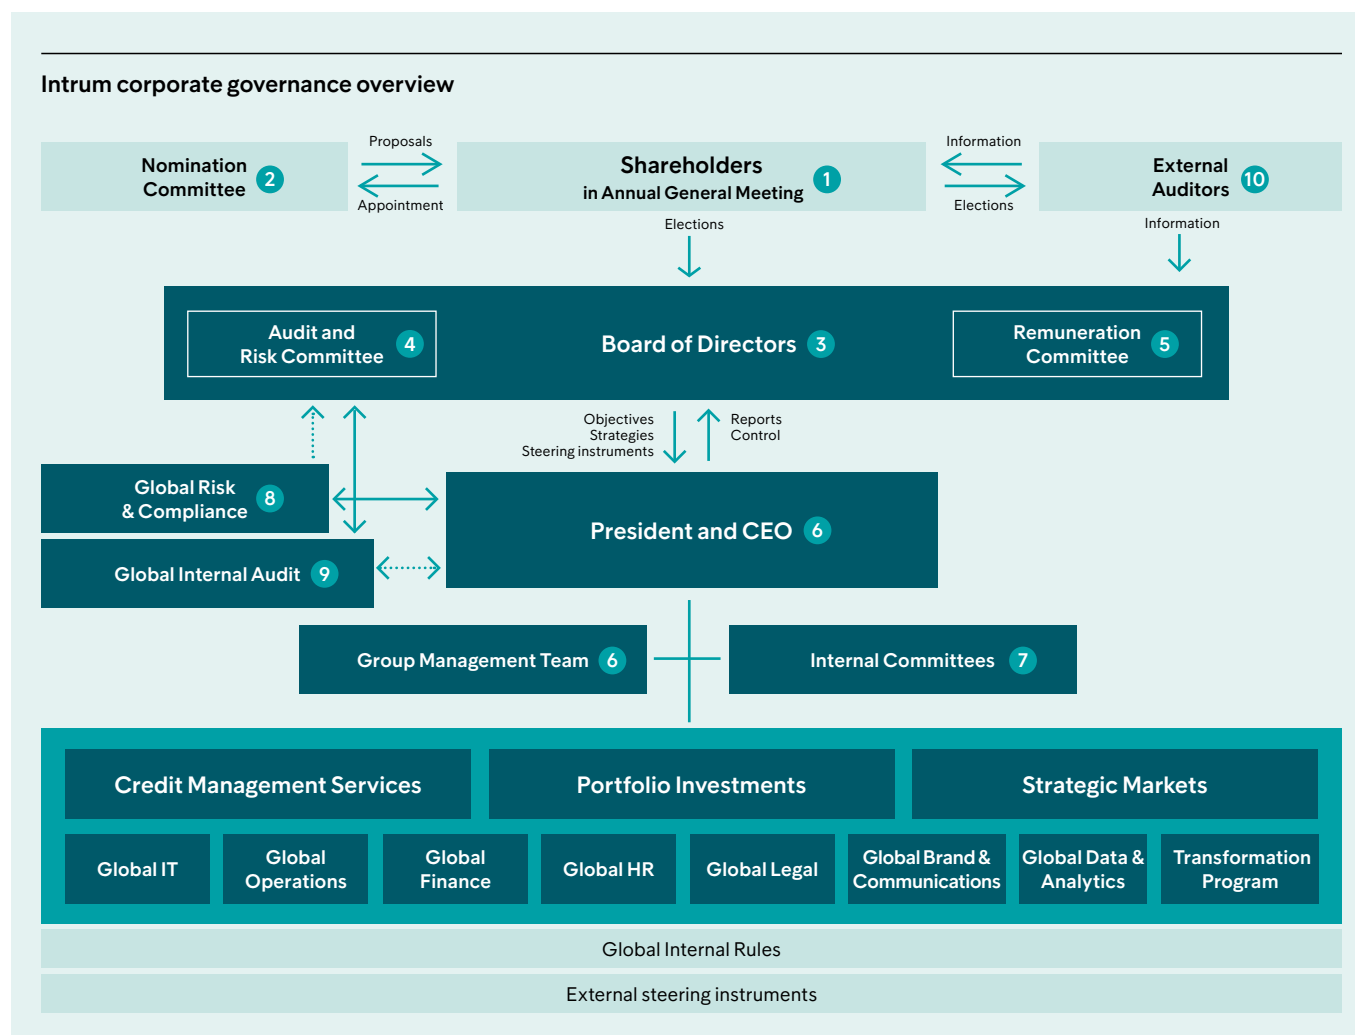 Intrum corporate governance overview
Nomination
Committee 2
Proposals
Appointment
Shareholders
in Annual General Meeting 1
Information
Elections
External
Auditors 10
Elections
Information
Audit and
Risk Committee 4
Board of Directors 3
Remuneration
Committee 5
Objectives
Strategies
Steering instruments
Reports
Control
Global Risk
& Compliance 8
Global Internal Audit 9
President and CEO 6
Group Management Team 6
Internal Committees 7
Credit Management Services
Portfolio Investments
Strategic Markets
Global IT
Global
Operations
Global
Finance
Global HR
Global Legal
Global Brand &
Communications
Global Data &
Analytics
Transformation
Program
Global Internal Rules
External steering instruments